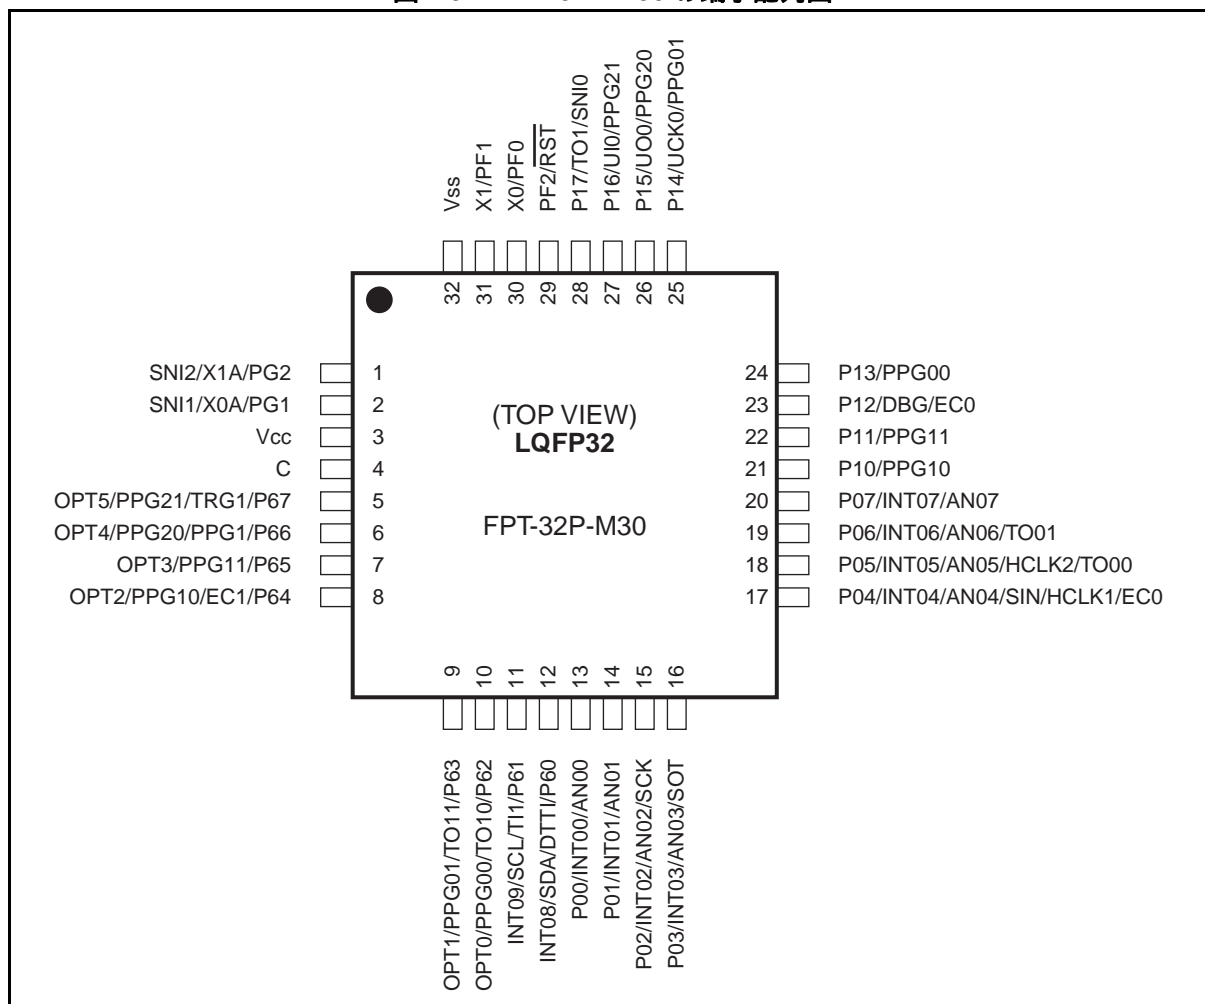 Vss
X1/PF1
X0/PF0
PF2/RST
P17/TO1/SNI0
P16/UI0/PPG21
P15/UO0/PPG20
P14/UCK0/PPG01
32
31
30
29
28
27
26
25
SNI2/X1A/PG2 1
SNI1/X0A/PG1 2
Vcc 3
C 4
OPT5/PPG21/TRG1/P67 5
OPT4/PPG20/PPG1/P66 6
OPT3/PPG11/P65 7
OPT2/PPG10/EC1/P64 8
(TOP VIEW)
LQFP32
FPT-32P-M30
24 P13/PPG00
23 P12/DBG/EC0
22 P11/PPG11
21 P10/PPG10
20 P07/INT07/AN07
19 P06/INT06/AN06/TO01
18 P05/INT05/AN05/HCLK2/TO00
17 P04/INT04/AN04/SIN/HCLK1/EC0
9
10
11
12
13
14
15
16
OPT1/PPG01/TO11/P63
OPT0/PPG00/TO10/P62
INT09/SCL/TI1/P61
INT08/SDA/DTTI/P60
P00/INT00/AN00
P01/INT01/AN01
P02/INT02/AN02/SCK
P03/INT03/AN03/SOT